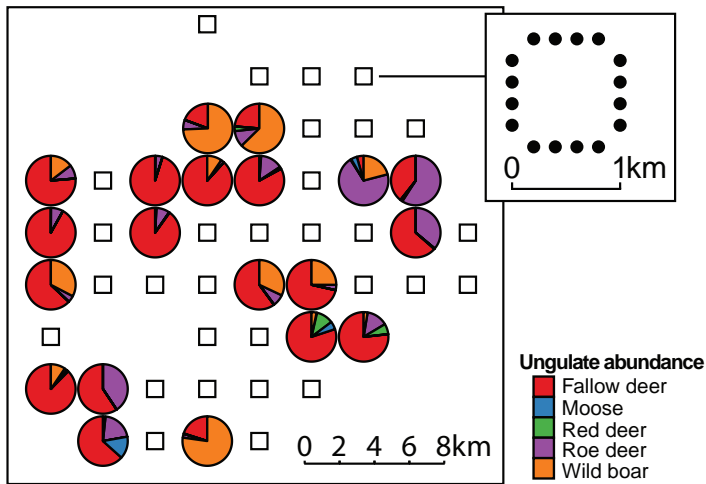 0 1km
Ungulate abundance
Fallow deer
Moose
Red deer
Roe deer
Wild boar
0 2 4 6 8km